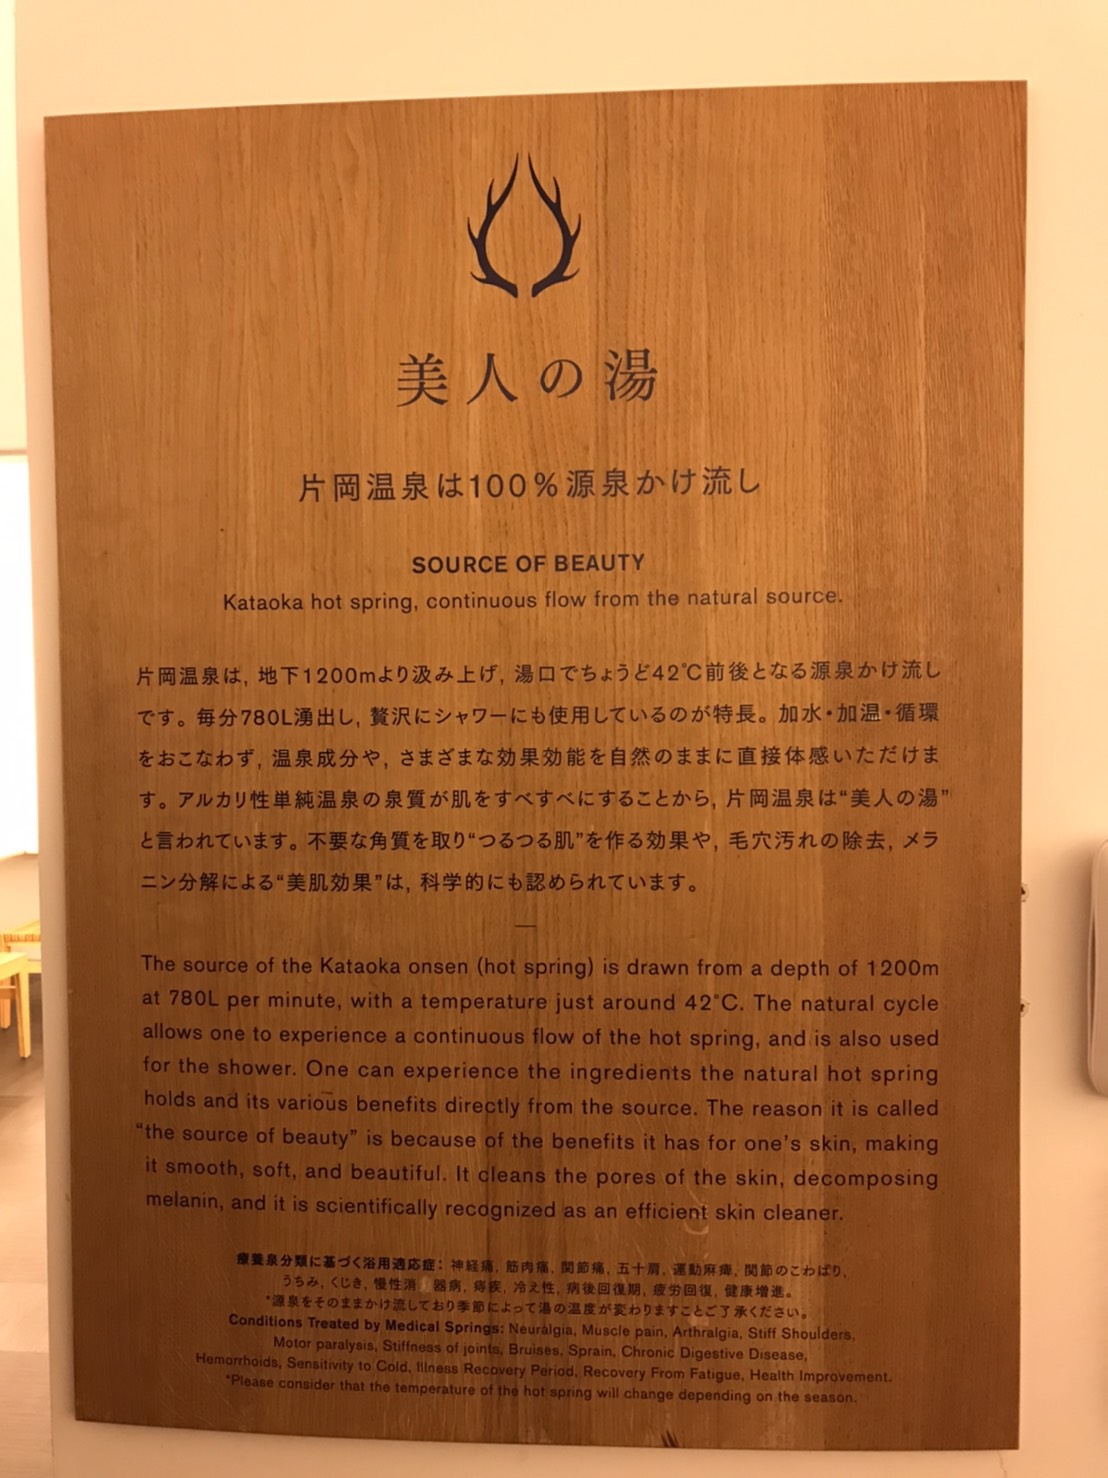 美人の湯
片岡温泉は100%源泉かけ流し
SOURCE OF BEAUTY
Kataoka hot spring, continuous flow from the natural source.
片岡温泉は, 地下1200mより汲み上げ, 湯口でちょうど42℃前後となる源泉かけ流し
です。毎分780L湧出し, 贅沢にシャワーにも使用しているのが特長。加水・加温・循環
をおこなわず, 温泉成分や, さまざまな効果効能を自然のままに直接体感いただけま
す。アルカリ性単純温泉の泉質が肌をすべすべにすることから, 片岡温泉は“美人の湯”
と言われています。不要な角質を取り“つるつる肌”を作る効果や, 毛穴汚れの除去, メラ
ニン分解による“美肌効果”は, 科学的にも認められています。
The source of the Kataoka onsen (hot spring) is drawn from a depth of 1200m
at 780L per minute, with a temperature just around 42℃. The natural cycle
allows one to experience a continuous flow of the hot spring, and is also used
for the shower. One can experience the ingredients the natural hot spring
holds and its various benefits directly from the source. The reason it is called
“the source of beauty” is because of the benefits it has for one's skin, making
it smooth, soft, and beautiful. It cleans the pores of the skin, decomposing
melanin, and it is scientifically recognized as an efficient skin cleaner.
療養泉分類に基づく浴用適応症: 神経痛, 筋肉痛, 関節痛, 五十肩, 運動麻痺, 関節のこわばり,
うちみ, くじき, 慢性消 器病, 痔疾, 冷え性, 病後回復期, 疲労回復, 健康増進。
*源泉をそのままかけ流しており季節によって湯の温度が変わりますことご了承ください。
Conditions Treated by Medical Springs: Neuralgia, Muscle pain, Arthralgia, Stiff Shoulders,
Motor paralysis, Stiffness of joints, Bruises, Sprain, Chronic Digestive Disease,
Hemorrhoids, Sensitivity to Cold, Illness Recovery Period, Recovery From Fatigue, Health Improvement.
*Please consider that the temperature of the hot spring will change depending on the season.